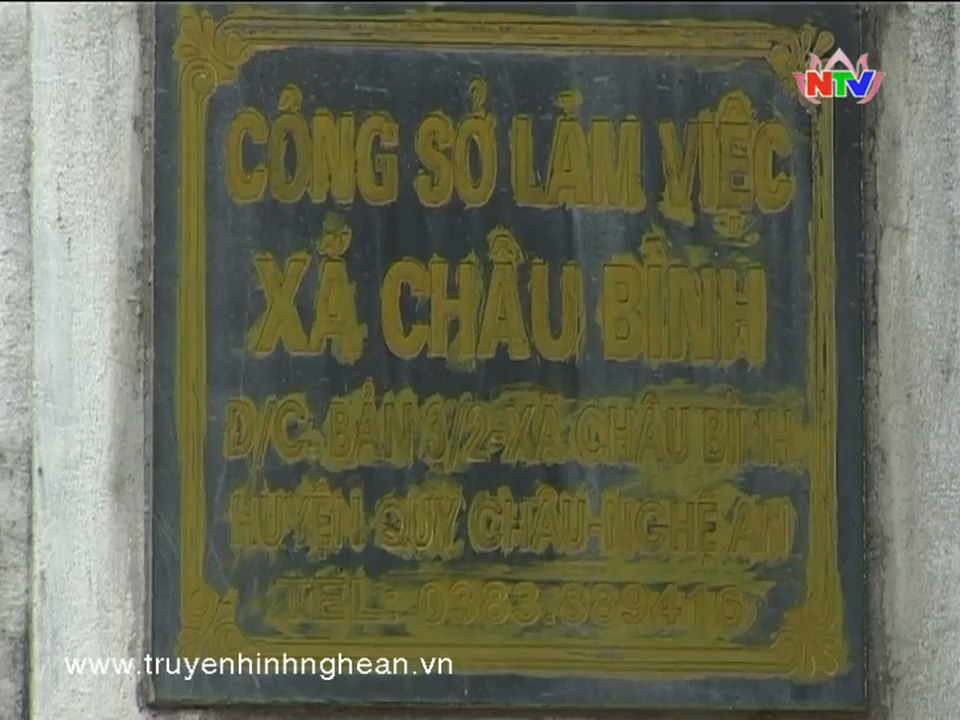 NTV
CÔNG SỞ LÀM VIỆC
XÃ CHÂU BÌNH
Đ/C: BẢN 3/2-XÃ CHÂU BÌNH
HUYỆN QUỲ CHÂU-NGHỆ AN
TEL: 0383.889416
www.truyenhinhnghean.vn